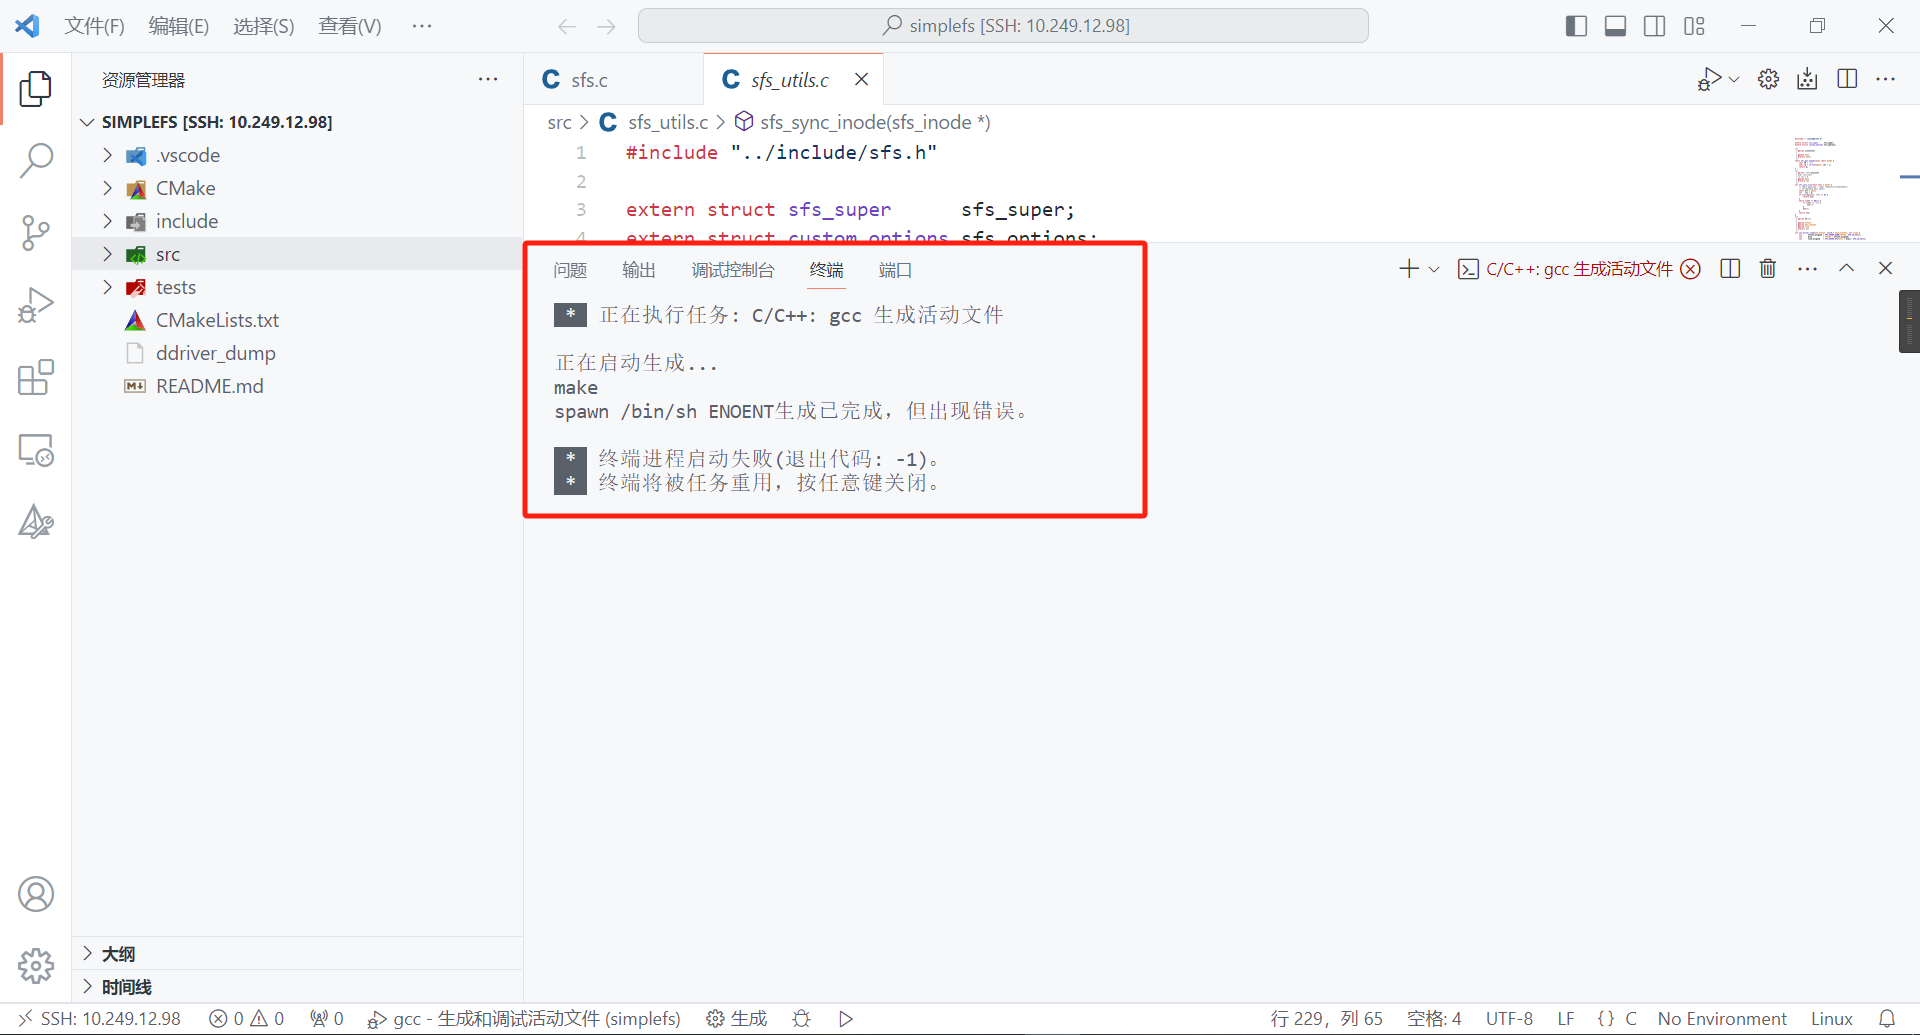 文件(F) 编辑(E) 选择(S) 查看(V) ··· simplefs [SSH: 10.249.12.98]
资源管理器
SIMPLEFS [SSH: 10.249.12.98]
.vscode
CMake
include
src
tests
CMakeLists.txt
ddriver_dump
README.md
大纲
时间线
C sfs.c C sfs_utils.c
src > C sfs_utils.c > sfs_sync_inode(sfs_inode *)
1 #include "../include/sfs.h"
2
3 extern struct sfs_super sfs_super;
4 extern struct custom_options sfs_options;
问题 输出 调试控制台 终端 端口 C/C++: gcc 生成活动文件
* 正在执行任务: C/C++: gcc 生成活动文件
正在启动生成...
make
spawn /bin/sh ENOENT生成已完成，但出现错误。
* 终端进程启动失败(退出代码: -1)。
* 终端将被任务重用，按任意键关闭。
SSH: 10.249.12.98 0 0 0 gcc - 生成和调试活动文件 (simplefs) 生成 行 229，列 65 空格: 4 UTF-8 LF {} C No Environment Linux